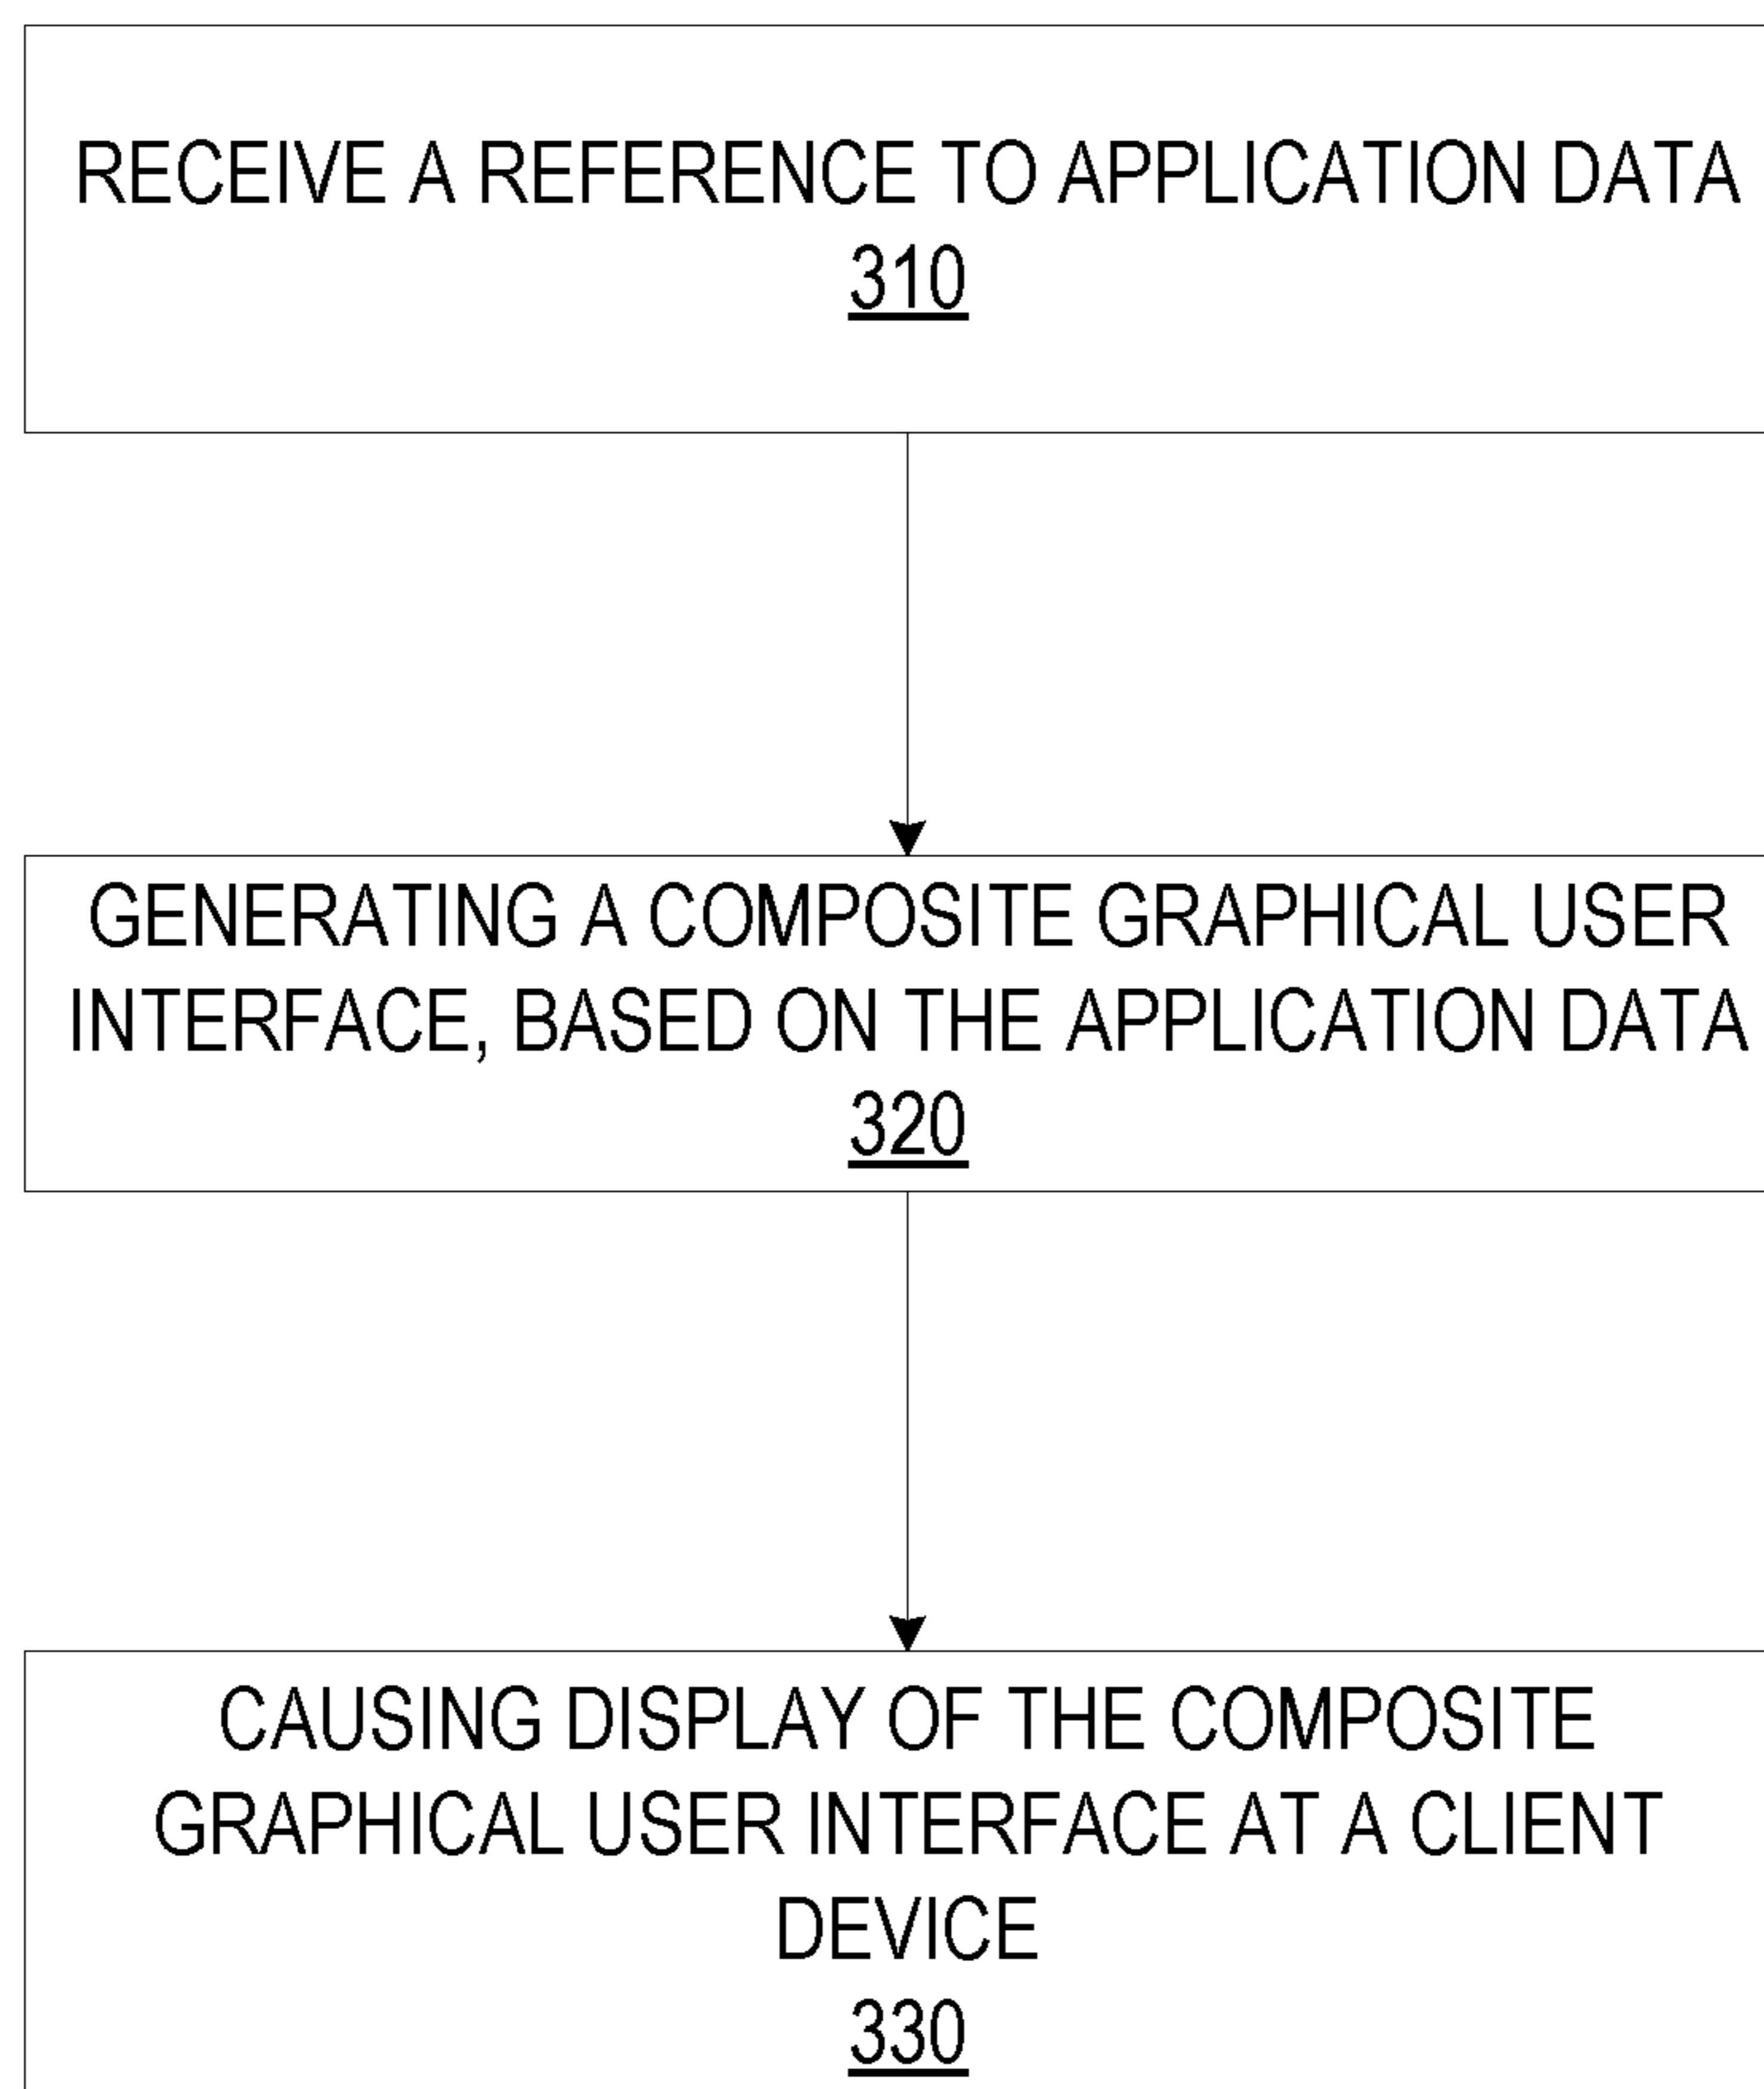 RECEIVE A REFERENCE TO APPLICATION DATA
310
GENERATING A COMPOSITE GRAPHICAL USER
INTERFACE, BASED ON THE APPLICATION DATA
320
CAUSING DISPLAY OF THE COMPOSITE
GRAPHICAL USER INTERFACE AT A CLIENT
DEVICE
330